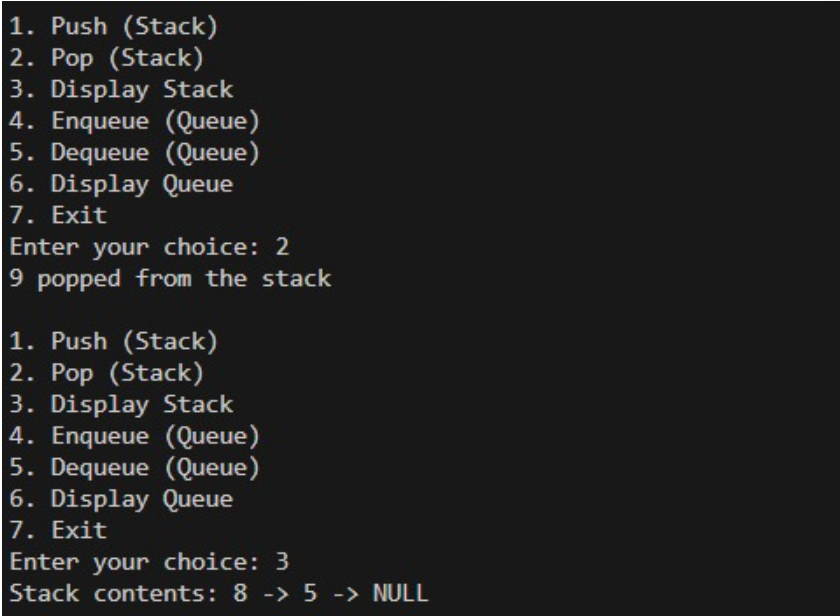 1. Push (Stack)
2. Pop (Stack)
3. Display Stack
4. Enqueue (Queue)
5. Dequeue (Queue)
6. Display Queue
7. Exit
Enter your choice: 2
9 popped from the stack
1. Push (Stack)
2. Pop (Stack)
3. Display Stack
4. Enqueue (Queue)
5. Dequeue (Queue)
6. Display Queue
7. Exit
Enter your choice: 3
Stack contents: 8 -> 5 -> NULL